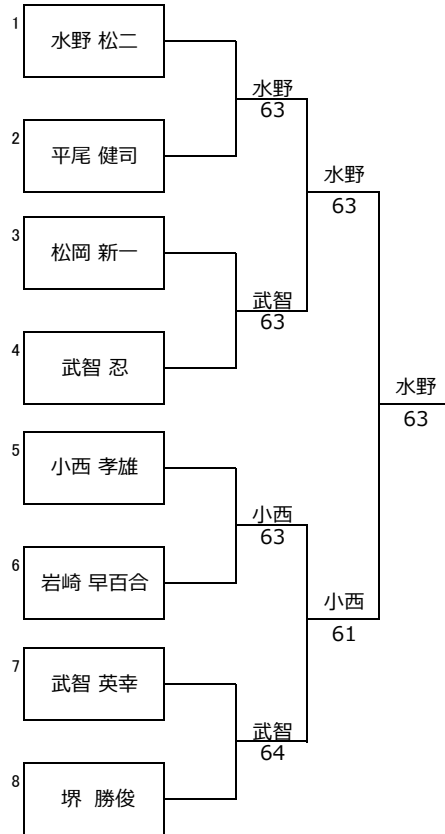 1
水野 松二
2
平尾 健司
水野
63
3
松岡 新一
4
武智 忍
武智
63
水野
63
5
小西 孝雄
6
岩崎 早百合
小西
63
7
武智 英幸
8
堺 勝俊
武智
64
小西
61
水野
63